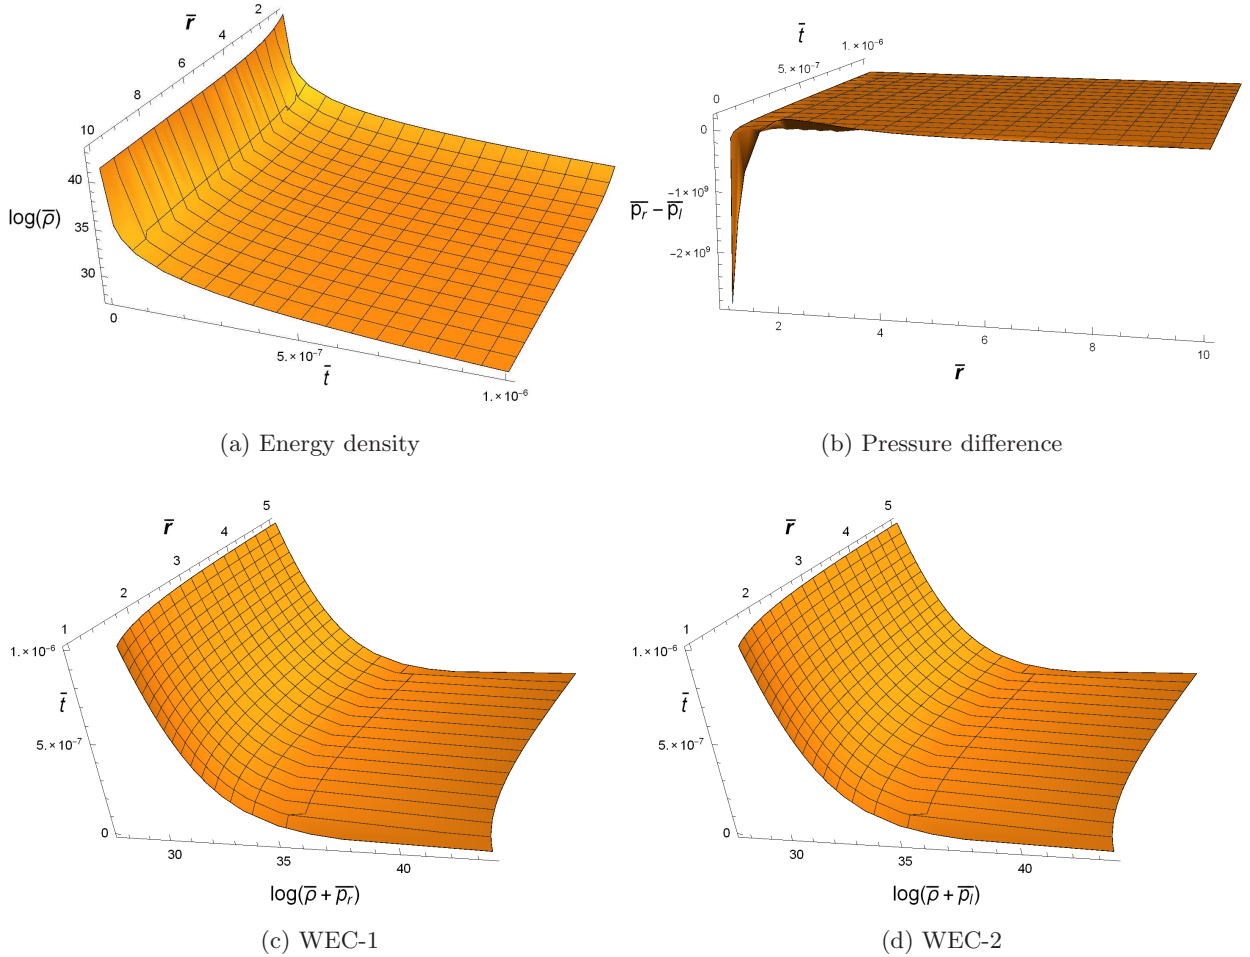 r̅
2
4
6
8
10
40
35
30
log(ρ̅)
0
5.×10⁻⁷
1.×10⁻⁶
t̅
(a) Energy density
t̅
1.×10⁻⁶
5.×10⁻⁷
0
0
-1×10⁹
-2×10⁹
p̅ᵣ - p̅ₗ
2
4
6
8
10
r̅
(b) Pressure difference
r̅
5
4
3
2
1
1.×10⁻⁶
t̅
5.×10⁻⁷
0
30
35
40
log(ρ̅ + p̅ᵣ)
(c) WEC-1
r̅
5
4
3
2
1
1.×10⁻⁶
t̅
5.×10⁻⁷
0
30
35
40
log(ρ̅ + p̅ₗ)
(d) WEC-2